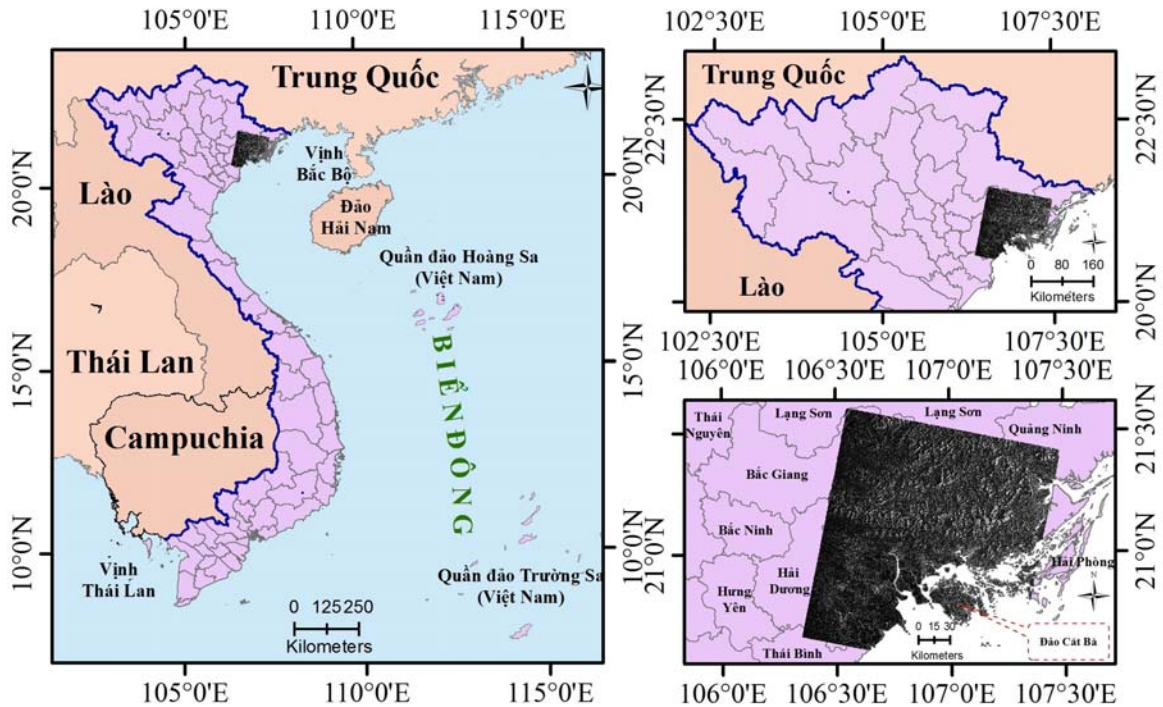 105°0'E 110°0'E 115°0'E
20°0'N
15°0'N
10°0'N
Trung Quốc
Vịnh
Bắc Bộ
Lào
Đảo
Hải Nam
Quần đảo Hoàng Sa
(Việt Nam)
Thái Lan
BIỂN ĐÔNG
Campuchia
Vịnh
Thái Lan
Quần đảo Trường Sa
(Việt Nam)
0 125 250
Kilometers
20°0'N
15°0'N
10°0'N
105°0'E 110°0'E 115°0'E
102°30'E 105°0'E 107°30'E
22°30'N
Trung Quốc
Lào
N
0 80 160
Kilometers
22°30'N
20°0'N
102°30'E 105°0'E 107°30'E
106°0'E 106°30'E 107°0'E 107°30'E
21°0'N
Thái
Nguyên
Lạng Sơn
Lạng Sơn
Quảng Ninh
Bắc Giang
Bắc Ninh
Hải
Dương
Hưng
Yên
Hải Phòng
N
Thái Bình
0 15 30
Kilometers
Đảo Cát Bà
21°30'N
21°0'N
106°0'E 106°30'E 107°0'E 107°30'E